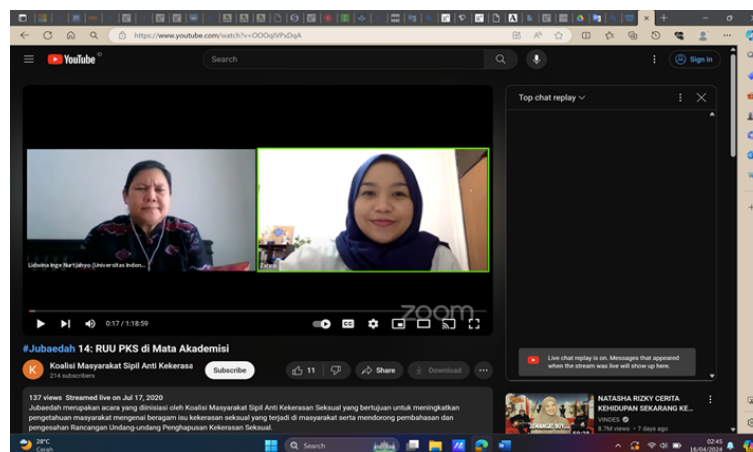 https://www.youtube.com/watch?v=OOOqIVPxDqA
YouTube ID
Search
Sign in
Top chat replay
Lidwina Inge Nurtjahyo (Universitas Indon...
zoom
0:17 / 1:18:59
Live chat replay is on. Messages that appeared
when the stream was live will show up here.
#Jubaedah 14: RUU PKS di Mata Akademisi
K
Koalisi Masyarakat Sipil Anti Kekerasa
214 subscribers
Subscribe
11
Share
Download
137 views Streamed live on Jul 17, 2020
Jubaedah merupakan acara yang diinisiasi oleh Koalisi Masyarakat Sipil Anti Kekerasan Seksual yang bertujuan untuk meningkatkan
pengetahuan masyarakat mengenai beragam isu kekerasan seksual yang terjadi di masyarakat serta mendorong pembahasan dan
pengesahan Rancangan Undang-undang Penghapusan Kekerasan Seksual.
NATASHA RIZKY CERITA
KEHIDUPAN SEKARANG KE...
VINDES
8.7M views • 7 days ago
28°C
Cerah
Search
02:45
16/04/2024